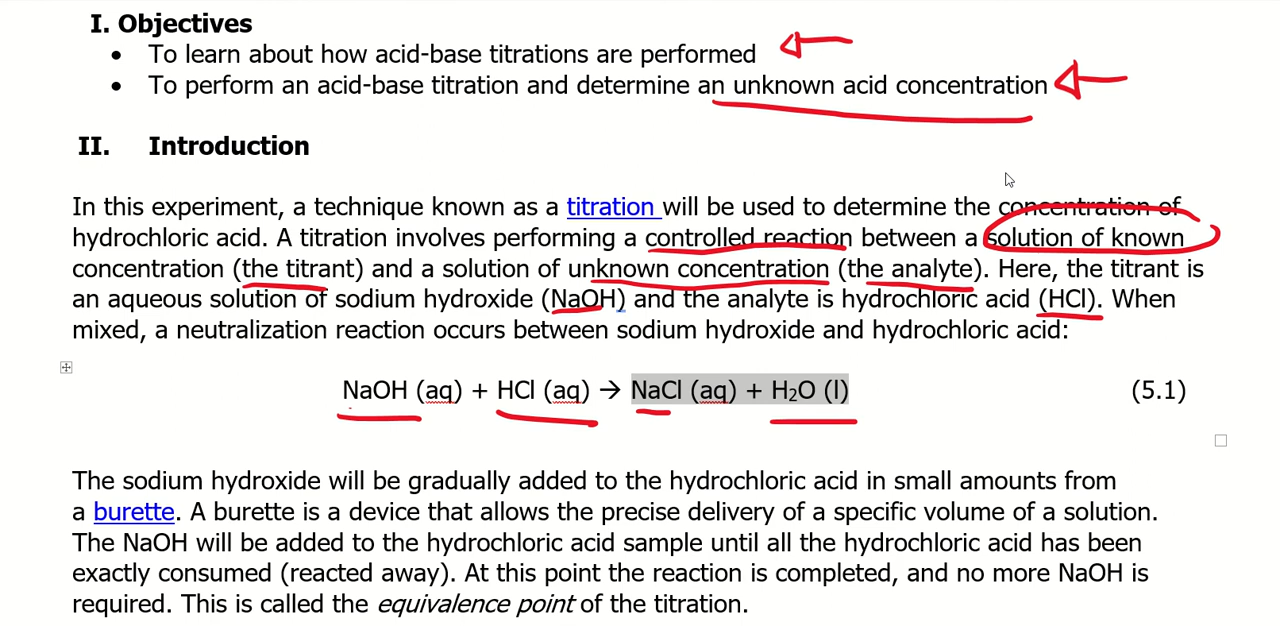 I. Objectives
• To learn about how acid-base titrations are performed
• To perform an acid-base titration and determine an unknown acid concentration
II. Introduction
In this experiment, a technique known as a titration will be used to determine the concentration of
hydrochloric acid. A titration involves performing a controlled reaction between a solution of known
concentration (the titrant) and a solution of unknown concentration (the analyte). Here, the titrant is
an aqueous solution of sodium hydroxide (NaOH) and the analyte is hydrochloric acid (HCl). When
mixed, a neutralization reaction occurs between sodium hydroxide and hydrochloric acid:
NaOH (aq) + HCl (aq) → NaCl (aq) + H₂O (l) (5.1)
The sodium hydroxide will be gradually added to the hydrochloric acid in small amounts from
a burette. A burette is a device that allows the precise delivery of a specific volume of a solution.
The NaOH will be added to the hydrochloric acid sample until all the hydrochloric acid has been
exactly consumed (reacted away). At this point the reaction is completed, and no more NaOH is
required. This is called the equivalence point of the titration.